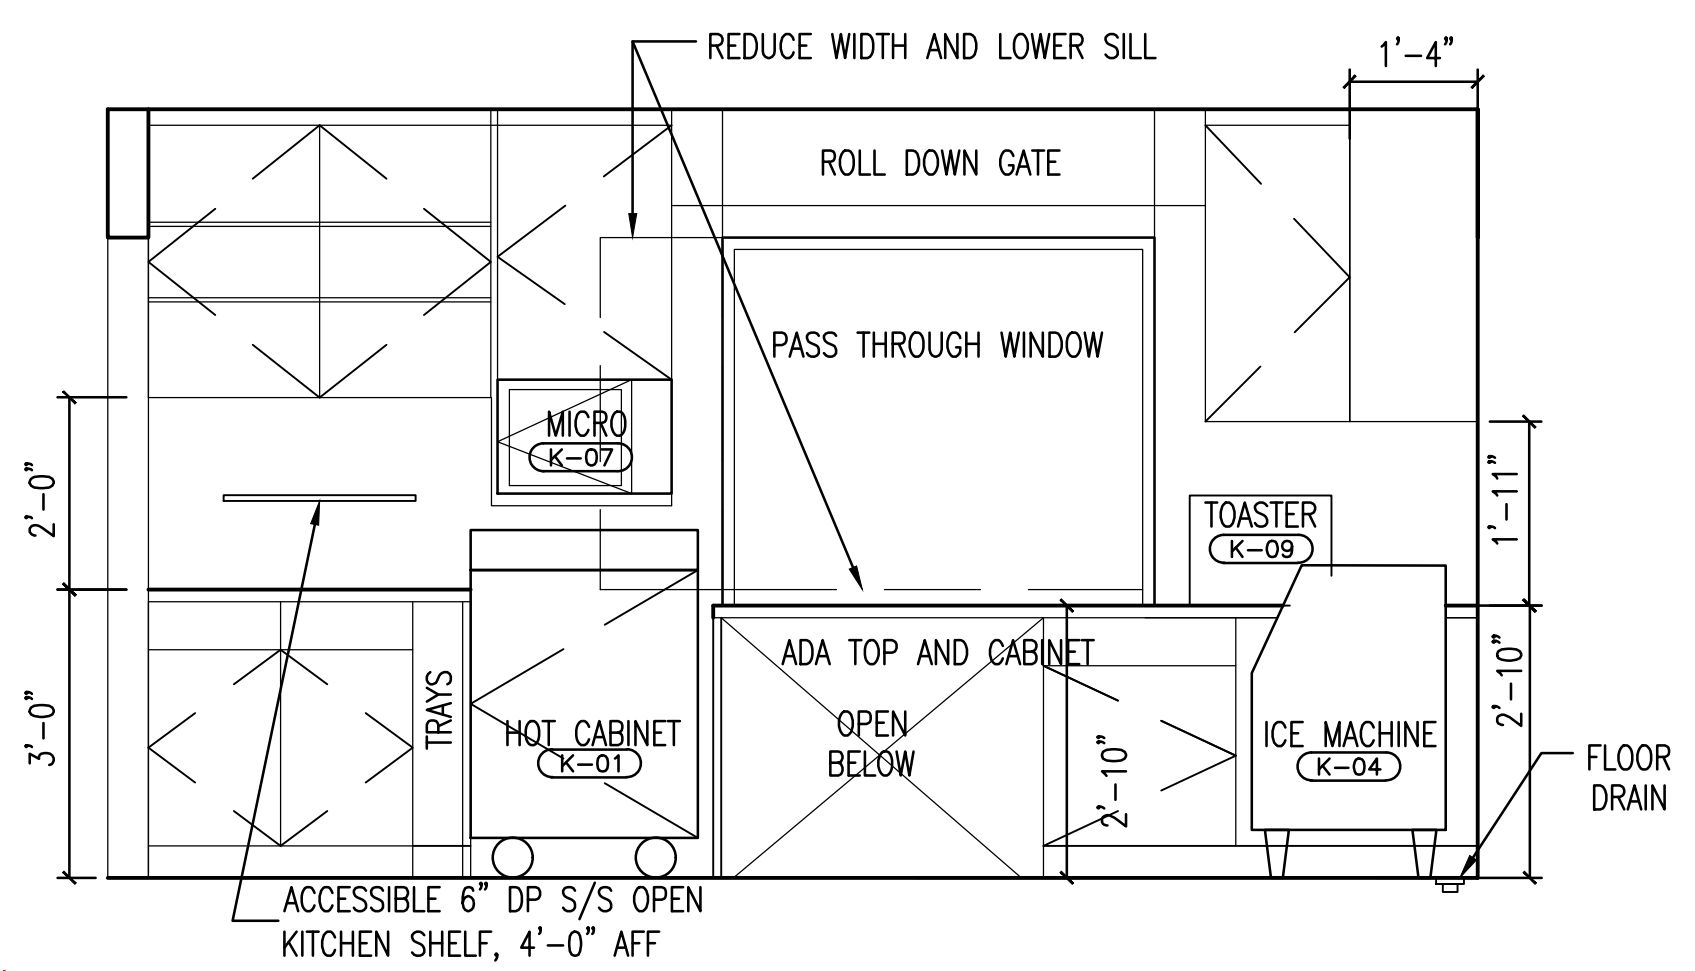 REDUCE WIDTH AND LOWER SILL
1'-4"
ROLL DOWN GATE
PASS THROUGH WINDOW
MICRO
K-07
2'-0"
TOASTER
K-09
1'-11"
ADA TOP AND CABINET
OPEN
BELOW
TRAYS
HOT CABINET
K-01
3'-0"
2'-10"
ICE MACHINE
K-04
2'-10"
FLOOR
DRAIN
ACCESSIBLE 6" DP S/S OPEN
KITCHEN SHELF, 4'-0" AFF